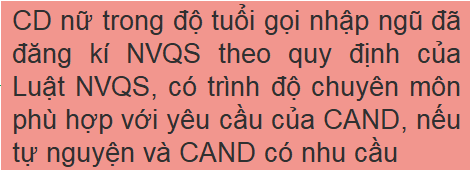 CD nữ trong độ tuổi gọi nhập ngũ đã
đăng kí NVQS theo quy định của
Luật NVQS, có trình độ chuyên môn
phù hợp với yêu cầu của CAND, nếu
tự nguyện và CAND có nhu cầu